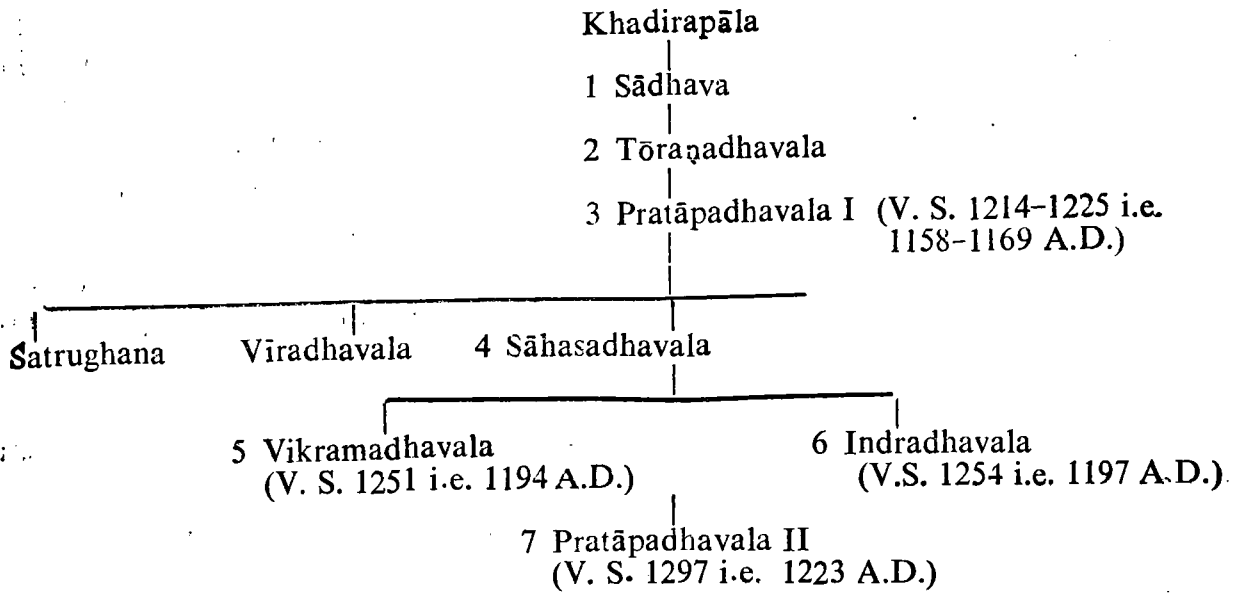 Khadirapāla
1 Sādhava
2 Tōraṇadhavala
3 Pratāpadhavala I (V. S. 1214–1225 i.e.
1158–1169 A.D.)
Satrughana Vīradhavala 4 Sāhasadhavala
5 Vikramadhavala 6 Indradhavala
(V. S. 1251 i.e. 1194 A.D.) (V.S. 1254 i.e. 1197 A.D.)
7 Pratāpadhavala II
(V. S. 1297 i.e. 1223 A.D.)